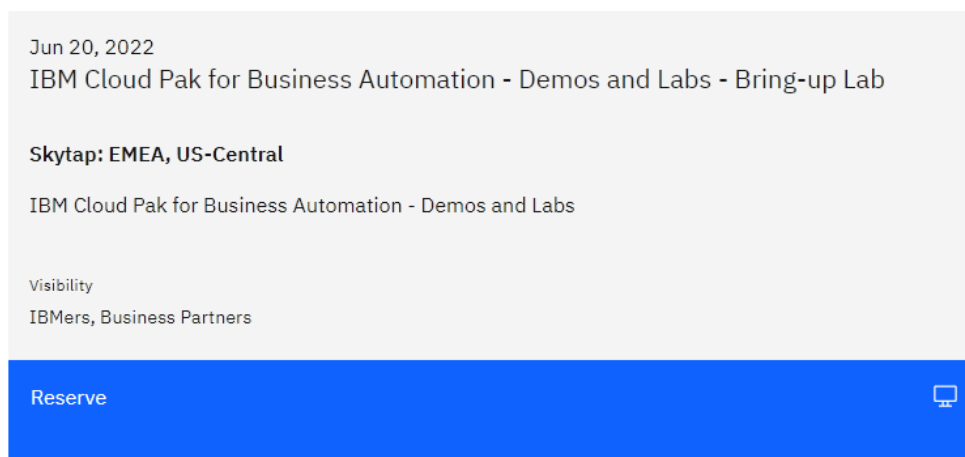 Jun 20, 2022
IBM Cloud Pak for Business Automation - Demos and Labs - Bring-up Lab
Skytap: EMEA, US-Central
IBM Cloud Pak for Business Automation - Demos and Labs
Visibility
IBMers, Business Partners
Reserve